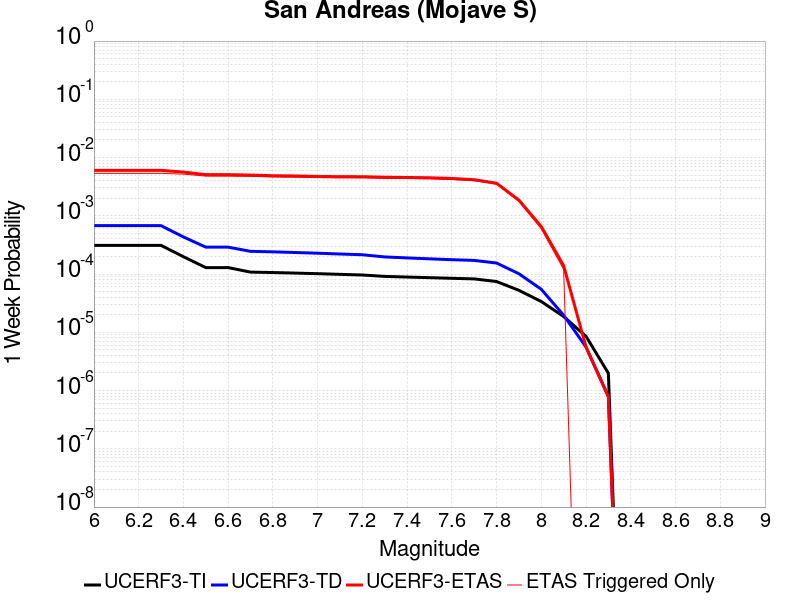 San Andreas (Mojave S)
10^0
10^-1
10^-2
10^-3
10^-4
10^-5
10^-6
10^-7
10^-8
1 Week Probability
6 6.2 6.4 6.6 6.8 7 7.2 7.4 7.6 7.8 8 8.2 8.4 8.6 8.8 9
Magnitude
UCERF3-TI UCERF3-TD UCERF3-ETAS ETAS Triggered Only